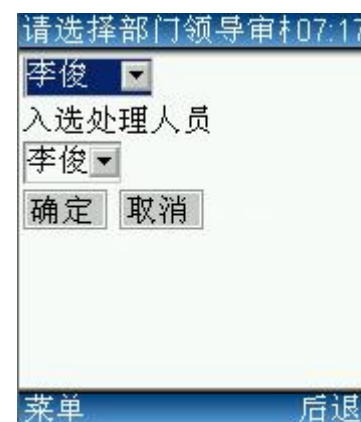 请选择部门领导审 07:17
李俊
入选处理人员
李俊
确定 取消
菜单 后退